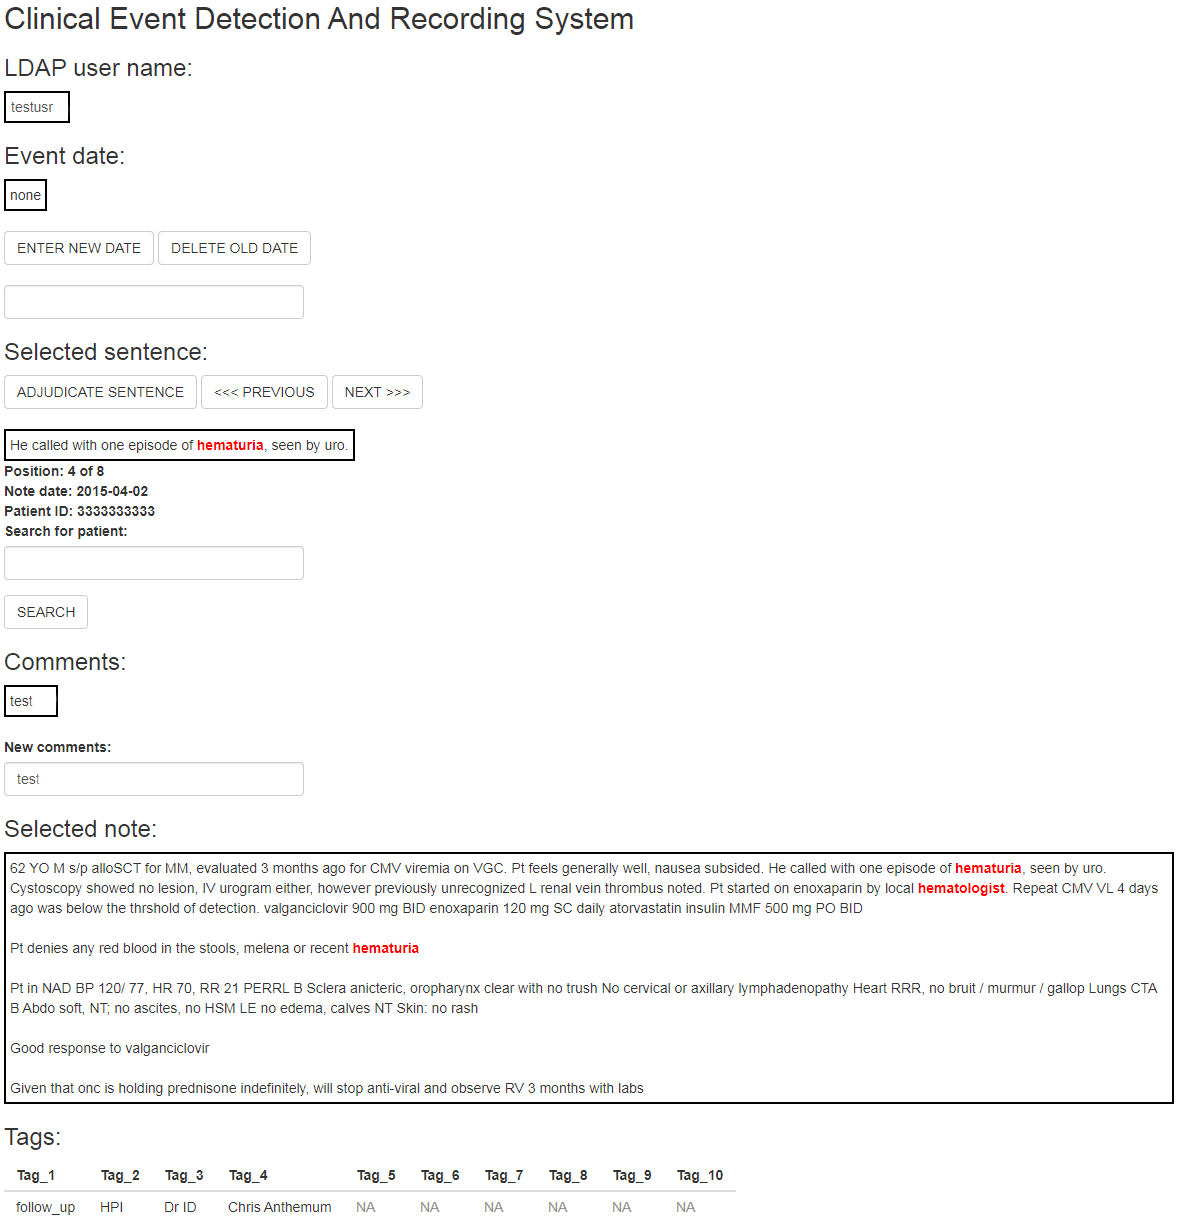 Clinical Event Detection And Recording System
LDAP user name:
testusr
Event date:
none
ENTER NEW DATE DELETE OLD DATE
Selected sentence:
ADJUDICATE SENTENCE <<< PREVIOUS NEXT >>>
He called with one episode of hematuria, seen by uro.
Position: 4 of 8
Note date: 2015-04-02
Patient ID: 3333333333
Search for patient:
SEARCH
Comments:
test
New comments:
test
Selected note:
62 YO M s/p alloSCT for MM, evaluated 3 months ago for CMV viremia on VGC. Pt feels generally well, nausea subsided. He called with one episode of hematuria, seen by uro.
Cystoscopy showed no lesion, IV urogram either, however previously unrecognized L renal vein thrombus noted. Pt started on enoxaparin by local hematologist. Repeat CMV VL 4 days
ago was below the thrshold of detection. valganciclovir 900 mg BID enoxaparin 120 mg SC daily atorvastatin insulin MMF 500 mg PO BID
Pt denies any red blood in the stools, melena or recent hematuria
Pt in NAD BP 120/ 77, HR 70, RR 21 PERRL B Sclera anicteric, oropharynx clear with no trush No cervical or axillary lymphadenopathy Heart RRR, no bruit / murmur / gallop Lungs CTA
B Abdo soft, NT; no ascites, no HSM LE no edema, calves NT Skin: no rash
Good response to valganciclovir
Given that onc is holding prednisone indefinitely, will stop anti-viral and observe RV 3 months with labs
Tags:
Tag_1 Tag_2 Tag_3 Tag_4 Tag_5 Tag_6 Tag_7 Tag_8 Tag_9 Tag_10
follow_up HPI Dr ID Chris Anthemum NA NA NA NA NA NA